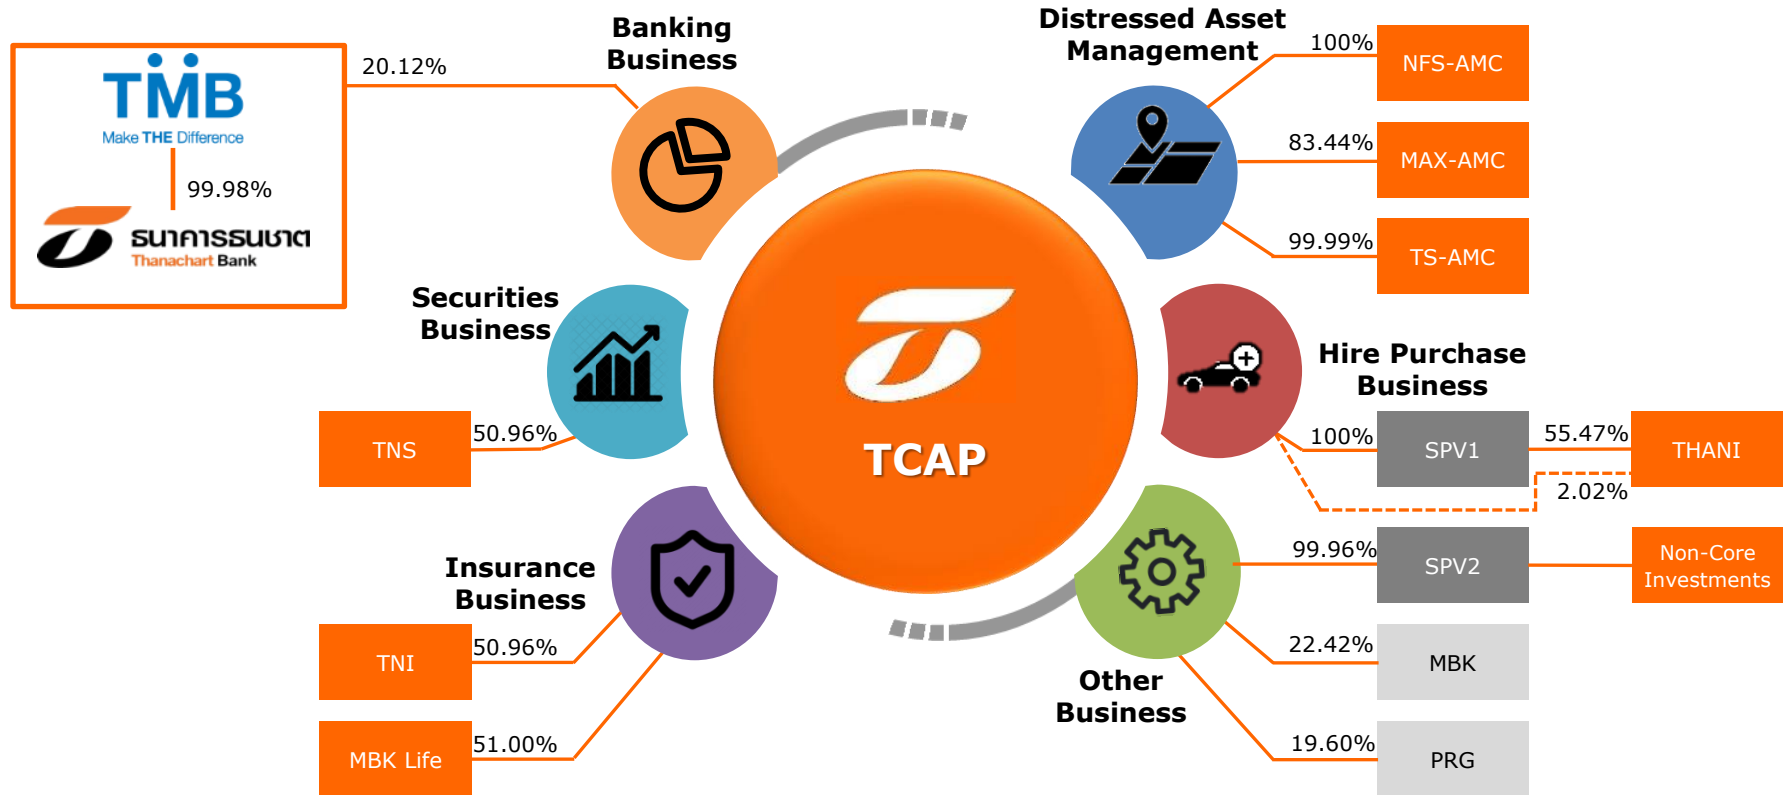 Banking
Business
20.12%
TMB
Make THE Difference
99.98%
ธนาคารธนชาต
Thanachart Bank
Securities
Business
TNS
50.96%
Insurance
Business
TNI
50.96%
MBK Life
51.00%
TCAP
Distressed Asset
Management
100%
NFS-AMC
83.44%
MAX-AMC
99.99%
TS-AMC
Hire Purchase
Business
100%
SPV1
55.47%
THANI
2.02%
99.96%
SPV2
Non-Core
Investments
22.42%
MBK
Other
Business
19.60%
PRG